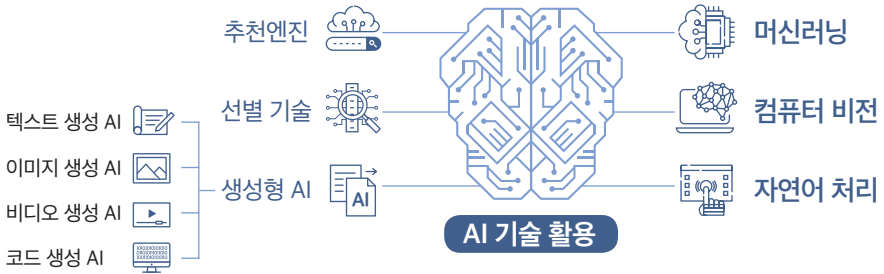 추천엔진
머신러닝
선별 기술
컴퓨터 비전
텍스트 생성 AI
이미지 생성 AI
생성형 AI
AI
자연어 처리
비디오 생성 AI
코드 생성 AI
AI 기술 활용